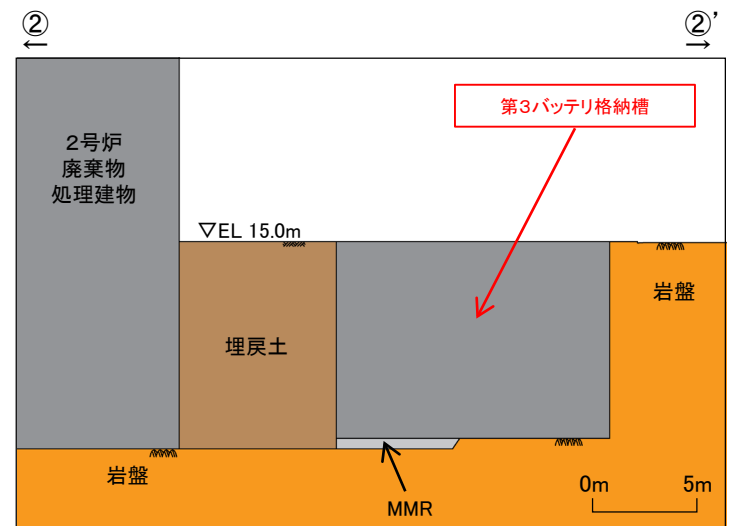 ②
②’
←
→
第3バッテリ格納槽
2号炉
廃棄物
処理建物
▽EL 15.0m
岩盤
埋戻土
岩盤
0m
5m
MMR